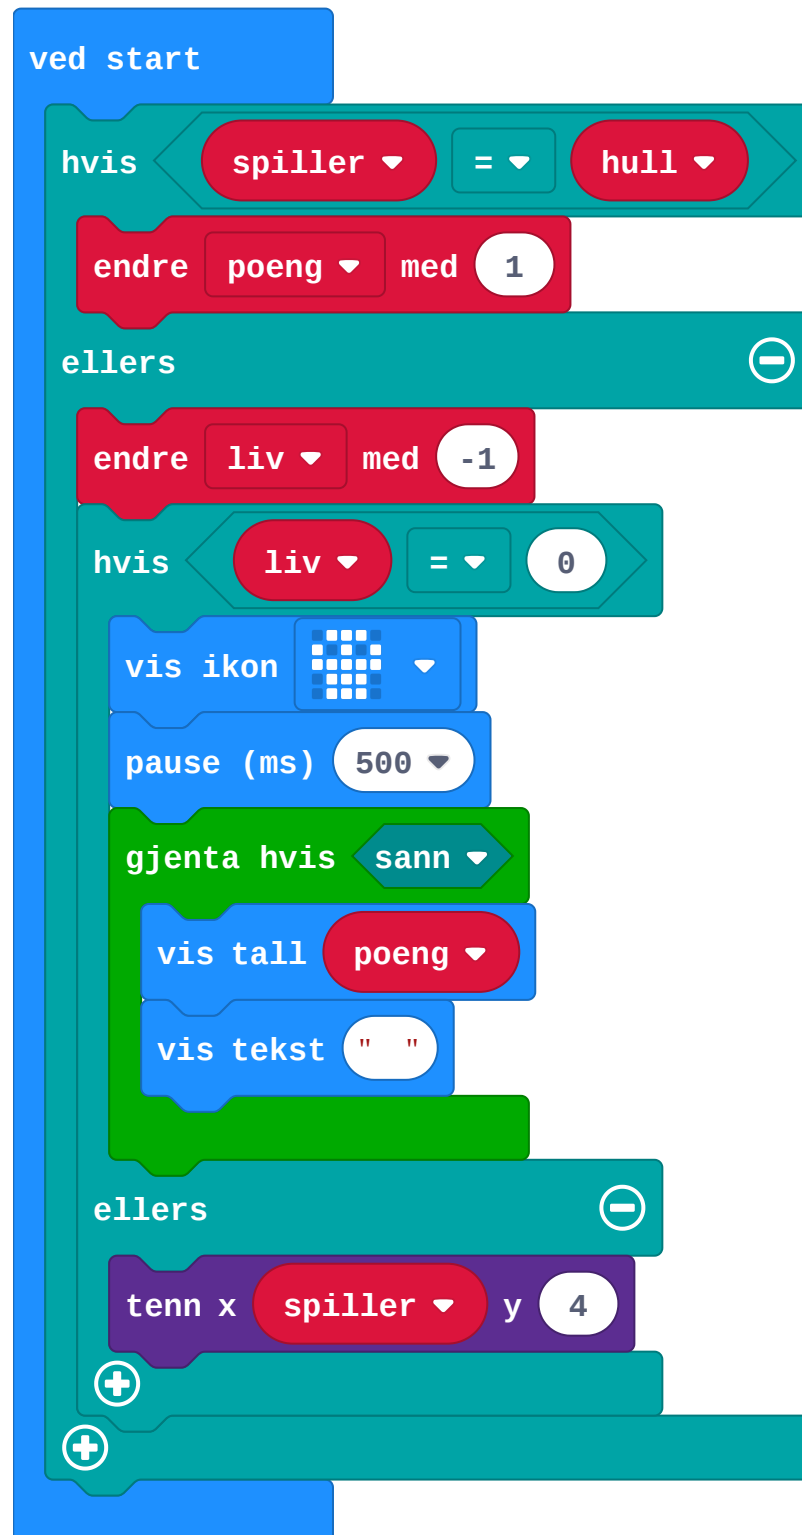 ved start
hvis spiller = hull
endre poeng med 1
ellers
endre liv med -1
hvis liv = 0
vis ikon
pause (ms) 500
gjenta hvis sann
vis tall poeng
vis tekst " "
ellers
tenn x spiller y 4